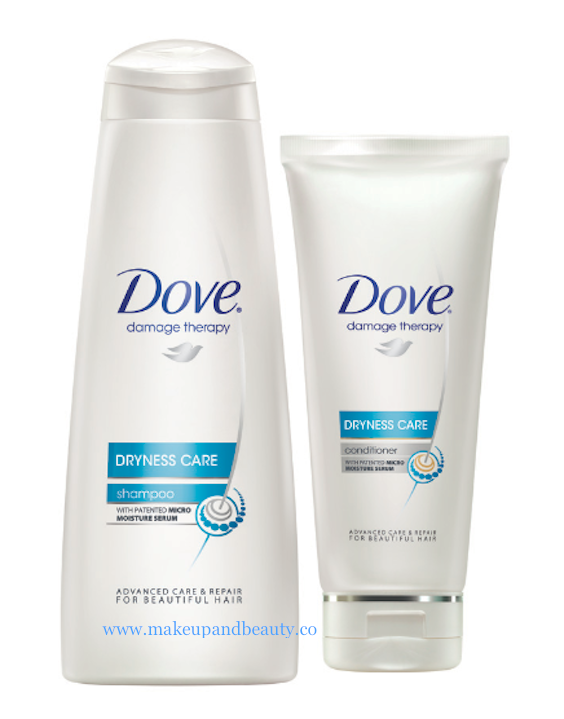 Dove
damage therapy
DRYNESS CARE
shampoo
WITH PATENTED MICRO
MOISTURE SERUM
ADVANCED CARE & REPAIR
FOR BEAUTIFUL HAIR
www.makeupandbeauty.co
Dove
damage therapy
DRYNESS CARE
conditioner
WITH PATENTED MICRO
MOISTURE SERUM
ADVANCED CARE & REPAIR
FOR BEAUTIFUL HAIR